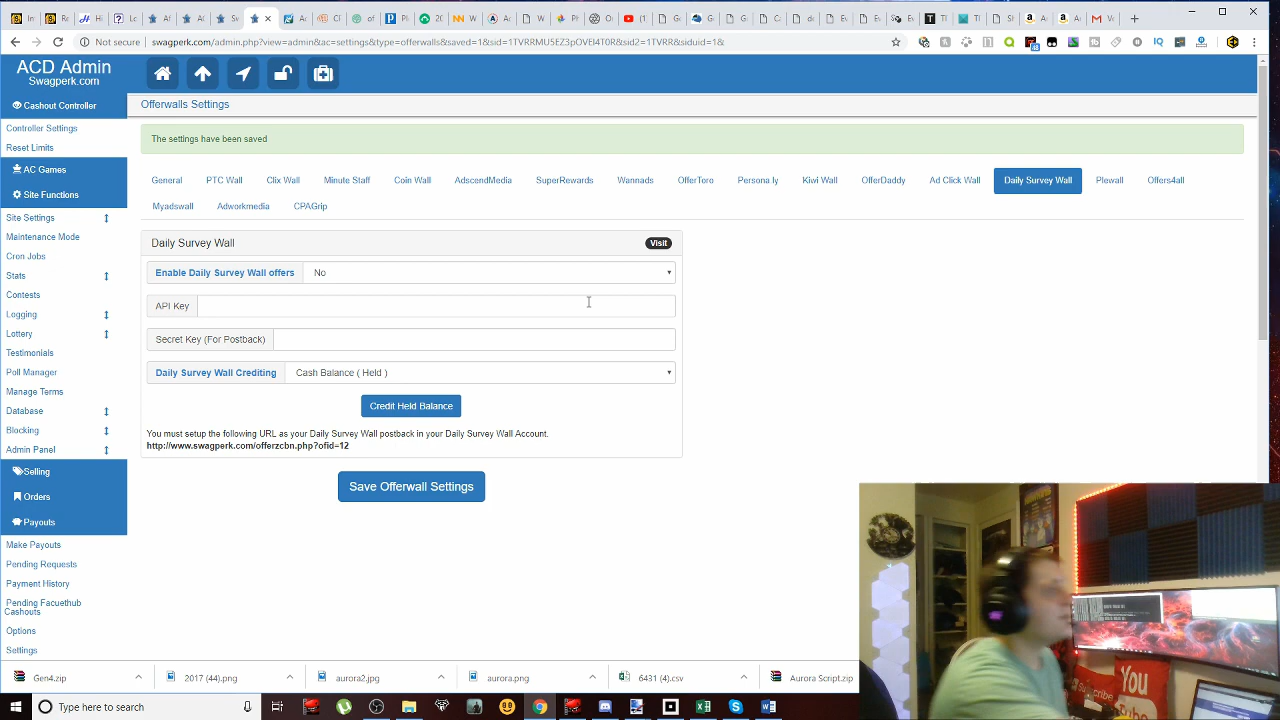 Not secure
swagperk.com/admin.php?view=admin&ac=settings&type=offerwalls&saved=1&sid=1TVRRMU5EZ3pOVEl4T0R&sid2=1TVRR&siduid=1&
ACD Admin
Swagperk.com
Cashout Controller
Controller Settings
Reset Limits
AC Games
Site Functions
Site Settings
Maintenance Mode
Cron Jobs
Stats
Contests
Logging
Lottery
Testimonials
Poll Manager
Manage Terms
Database
Blocking
Admin Panel
Selling
Orders
Payouts
Make Payouts
Pending Requests
Payment History
Pending Facuethub
Cashouts
Options
Settings
Offerwalls Settings
The settings have been saved
General
PTC Wall
Clix Wall
Minute Staff
Coin Wall
AdscendMedia
SuperRewards
Wannads
OfferToro
Persona ly
Kiwi Wall
OfferDaddy
Ad Click Wall
Daily Survey Wall
Plewall
Offers4all
Myadswall
Adworkmedia
CPAGrip
Daily Survey Wall
Visit
Enable Daily Survey Wall offers
No
API Key
Secret Key (For Postback)
Daily Survey Wall Crediting
Cash Balance ( Held )
Credit Held Balance
You must setup the following URL as your Daily Survey Wall postback in your Daily Survey Wall Account.
http://www.swagperk.com/offerzcbn.php?ofid=12
Save Offerwall Settings
Gen4.zip
2017 (44).png
aurora2.jpg
aurora.png
6431 (4).csv
Aurora Script.zip
Type here to search
You